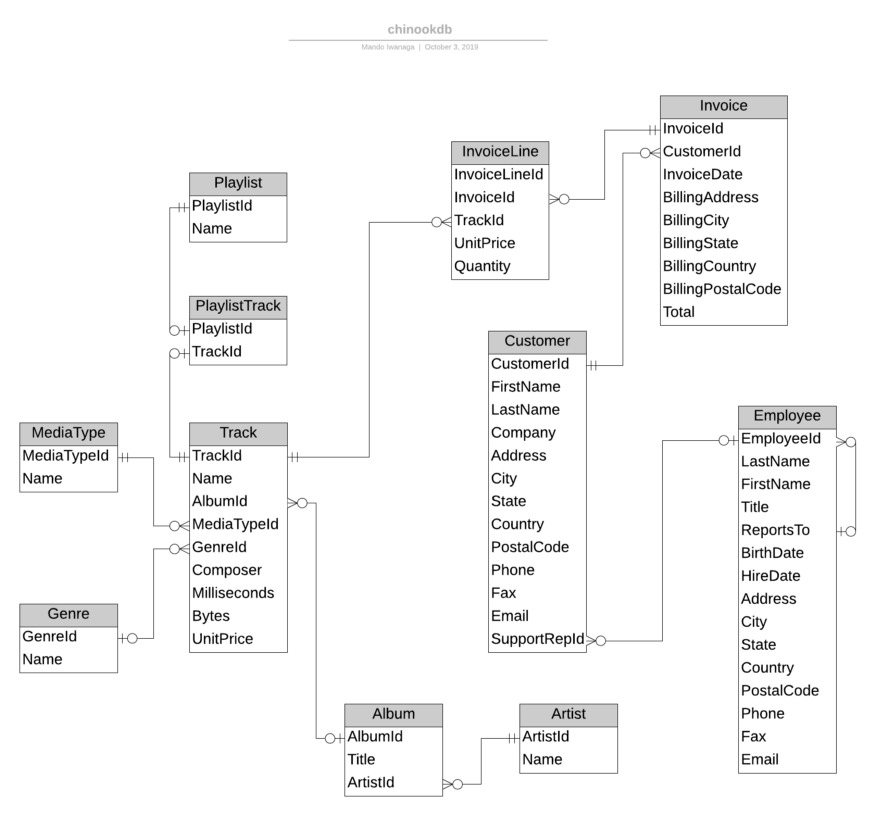 chinookdb
Mando Iwanaga | October 3, 2019
Invoice
InvoiceId
CustomerId
InvoiceDate
BillingAddress
BillingCity
BillingState
BillingCountry
BillingPostalCode
Total
InvoiceLine
InvoiceLineId
InvoiceId
TrackId
UnitPrice
Quantity
Playlist
PlaylistId
Name
PlaylistTrack
PlaylistId
TrackId
Customer
CustomerId
FirstName
LastName
Company
Address
City
State
Country
PostalCode
Phone
Fax
Email
SupportRepId
Employee
EmployeeId
LastName
FirstName
Title
ReportsTo
BirthDate
HireDate
Address
City
State
Country
PostalCode
Phone
Fax
Email
MediaType
MediaTypeId
Name
Track
TrackId
Name
AlbumId
MediaTypeId
GenreId
Composer
Milliseconds
Bytes
UnitPrice
Genre
GenreId
Name
Album
AlbumId
Title
ArtistId
Artist
ArtistId
Name